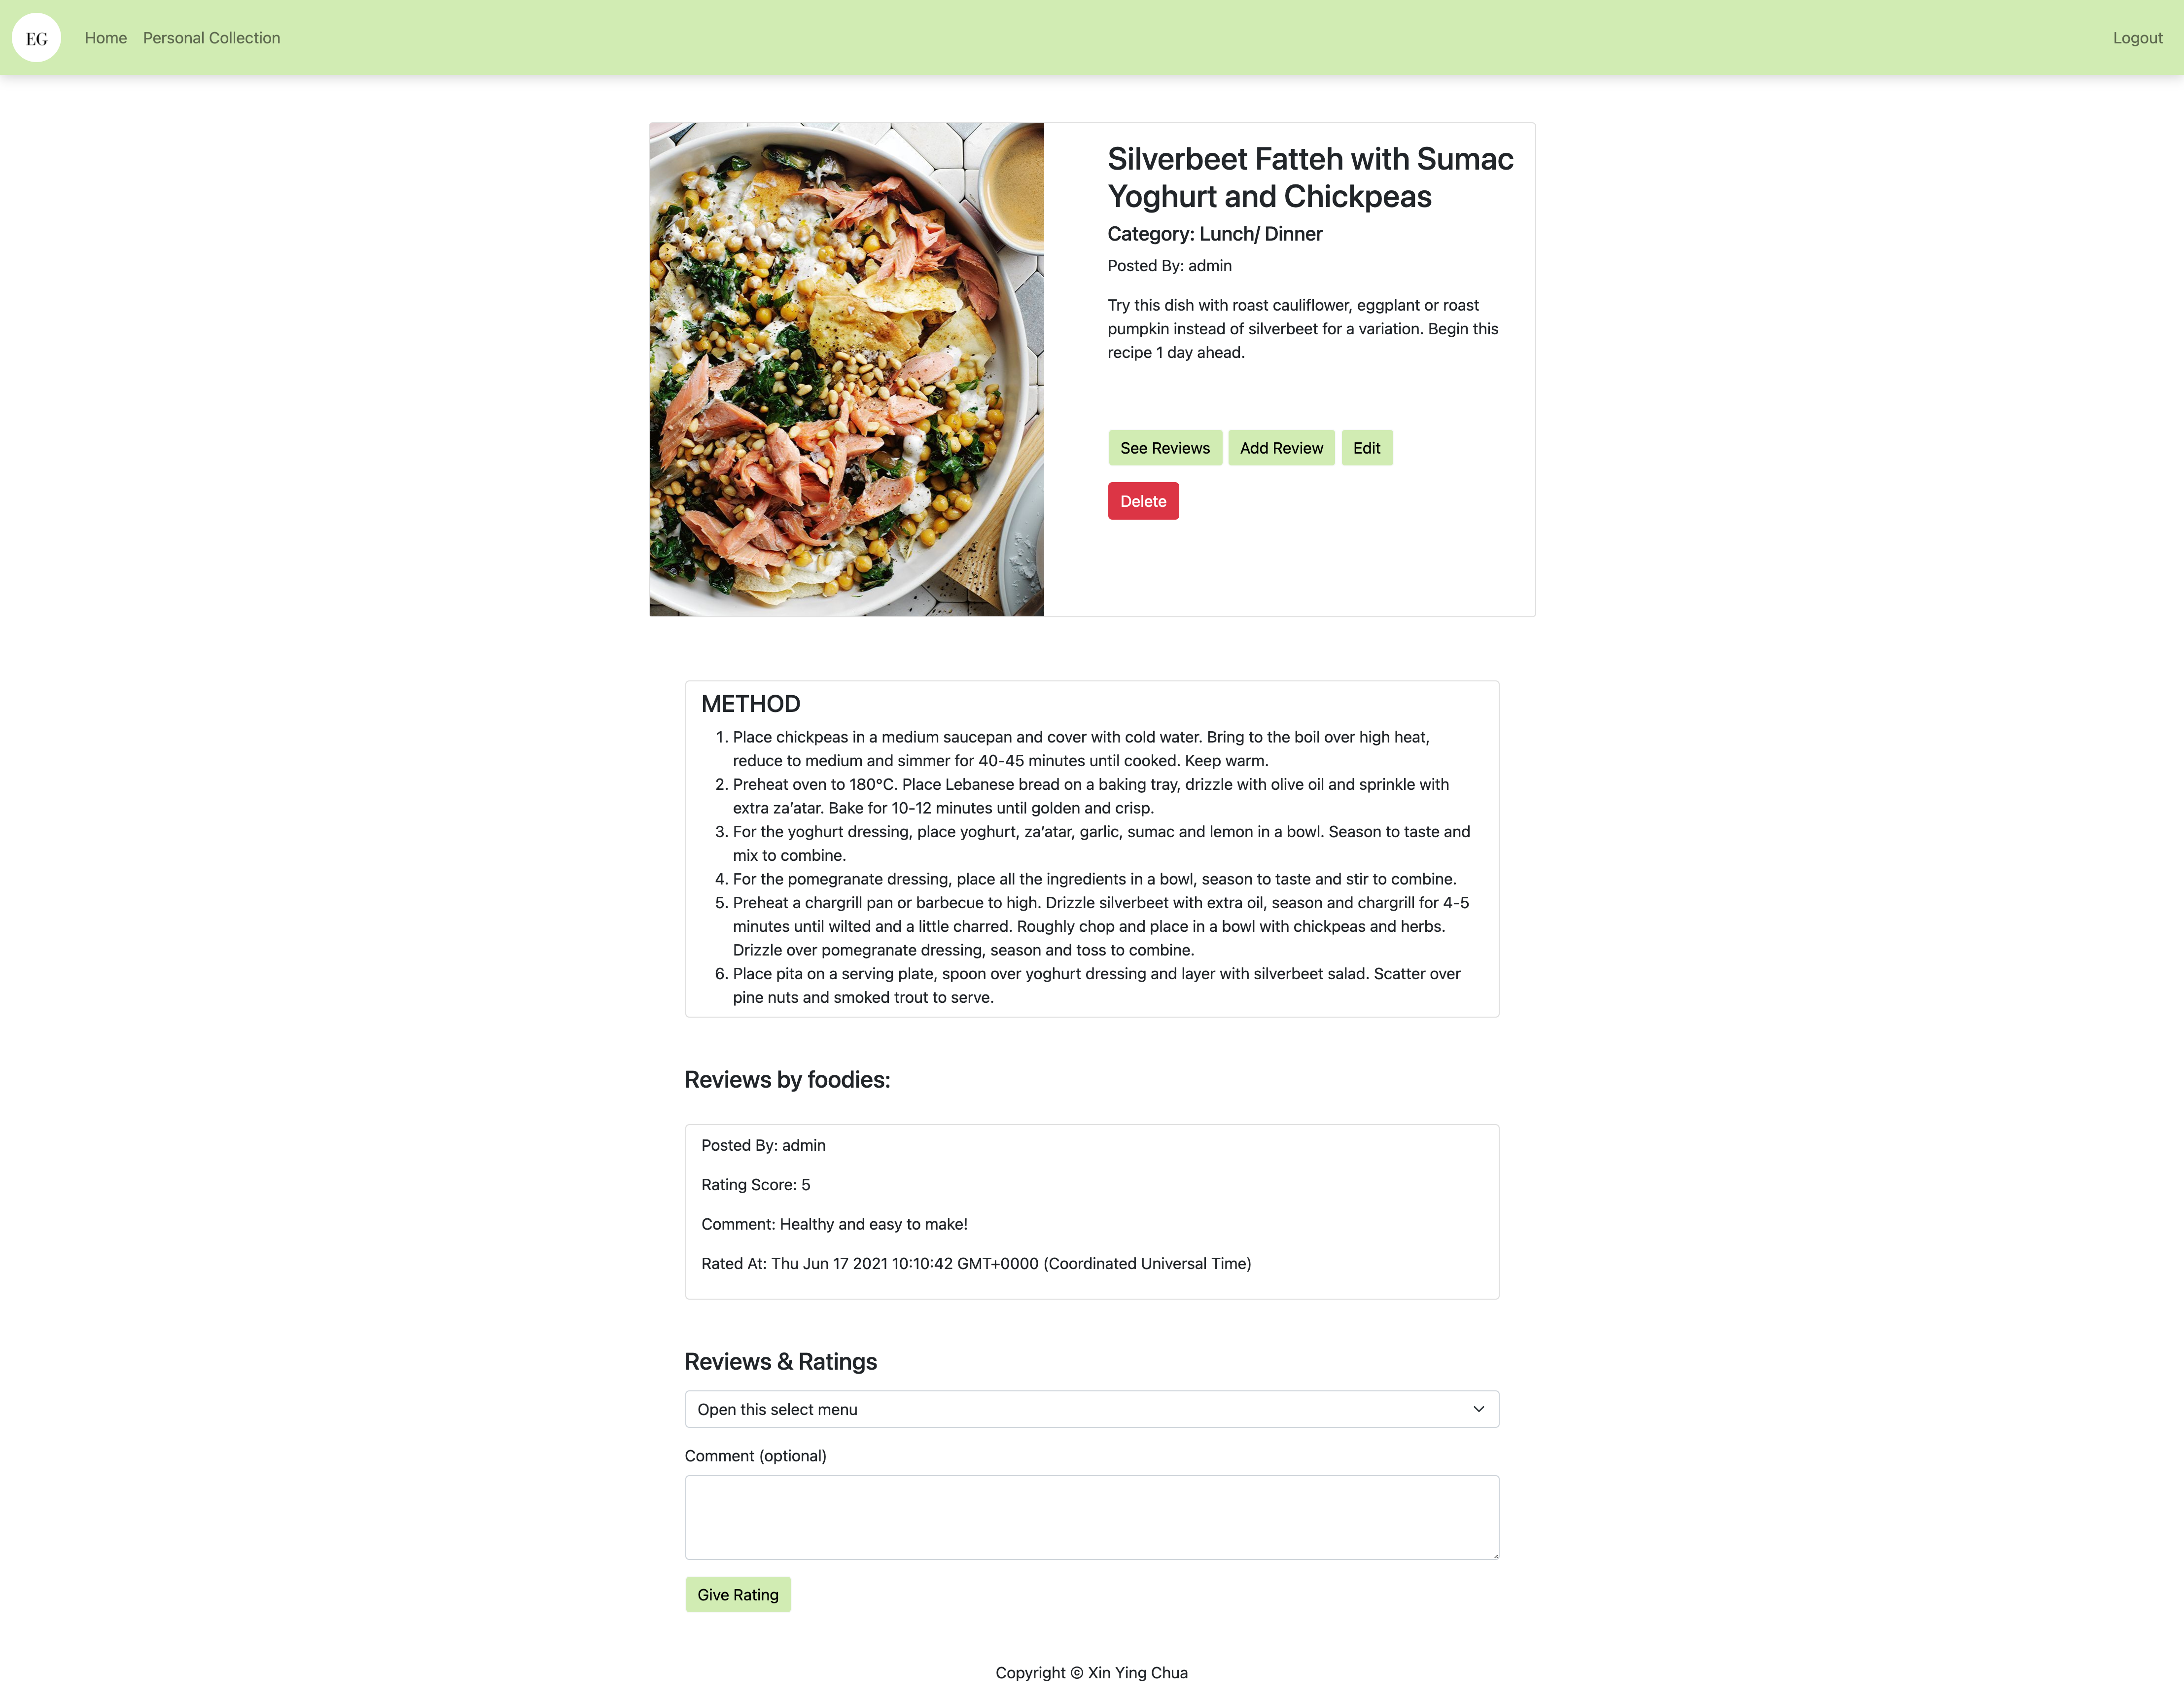 EG
Home
Personal Collection
Logout
Silverbeet Fatteh with Sumac
Yoghurt and Chickpeas
Category: Lunch/ Dinner
Posted By: admin
Try this dish with roast cauliflower, eggplant or roast
pumpkin instead of silverbeet for a variation. Begin this
recipe 1 day ahead.
See Reviews
Add Review
Edit
Delete
METHOD
1. Place chickpeas in a medium saucepan and cover with cold water. Bring to the boil over high heat,
reduce to medium and simmer for 40-45 minutes until cooked. Keep warm.
2. Preheat oven to 180°C. Place Lebanese bread on a baking tray, drizzle with olive oil and sprinkle with
extra za’atar. Bake for 10-12 minutes until golden and crisp.
3. For the yoghurt dressing, place yoghurt, za’atar, garlic, sumac and lemon in a bowl. Season to taste and
mix to combine.
4. For the pomegranate dressing, place all the ingredients in a bowl, season to taste and stir to combine.
5. Preheat a chargrill pan or barbecue to high. Drizzle silverbeet with extra oil, season and chargrill for 4-5
minutes until wilted and a little charred. Roughly chop and place in a bowl with chickpeas and herbs.
Drizzle over pomegranate dressing, season and toss to combine.
6. Place pita on a serving plate, spoon over yoghurt dressing and layer with silverbeet salad. Scatter over
pine nuts and smoked trout to serve.
Reviews by foodies:
Posted By: admin
Rating Score: 5
Comment: Healthy and easy to make!
Rated At: Thu Jun 17 2021 10:10:42 GMT+0000 (Coordinated Universal Time)
Reviews & Ratings
Open this select menu
Comment (optional)
Give Rating
Copyright © Xin Ying Chua